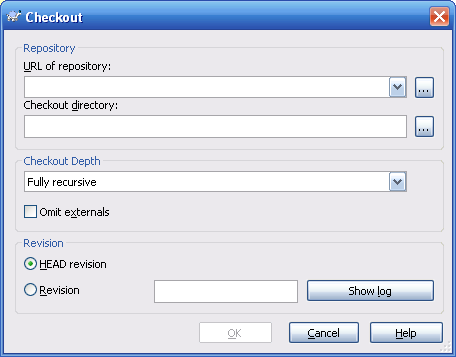 Checkout
Repository
URL of repository:
...
Checkout directory:
...
Checkout Depth
Fully recursive
Omit externals
Revision
HEAD revision
Revision
Show log
OK
Cancel
Help